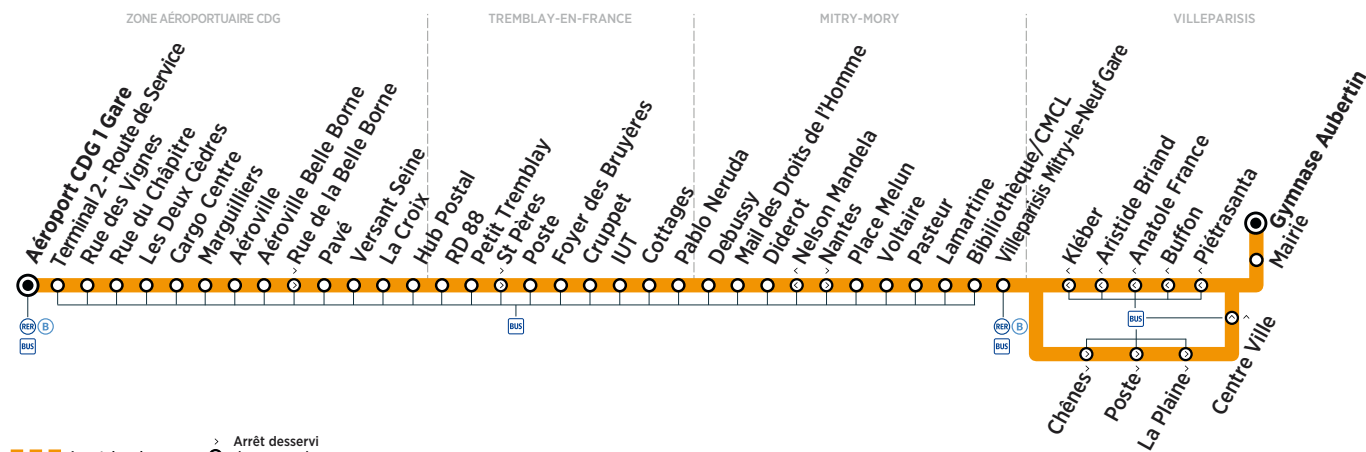 ZONE AÉROPORTUAIRE CDG
TREMBLAY-EN-FRANCE
MITRY-MORY
VILLEPARISIS
Aéroport CDG 1 Gare
Terminal 2 - Route de Service
Rue des Vignes
Rue du Châpitre
Les Deux Cèdres
Cargo Centre
Marguilliers
Aéroville
Aéroville Belle Borne
Rue de la Belle Borne
Pavé
Versant Seine
La Croix
Hub Postal
RD 88
Petit Tremblay
St Pères
Poste
Foyer des Bruyères
Cruppet
IUT
Cottages
Pablo Neruda
Debussy
Mail des Droits de l'Homme
Diderot
Nelson Mandela
Nantes
Place Melun
Voltaire
Pasteur
Lamartine
Bibiliothèque/CMCL
Villeparisis Mitry-le-Neuf Gare
Kléber
Aristide Briand
Anatole France
Buffon
Piétrasanta
Gymnase Aubertin
Mairie
RER B
BUS
BUS
RER B
BUS
BUS
Chênes
Poste
La Plaine
Centre Ville
> Arrêt desservi